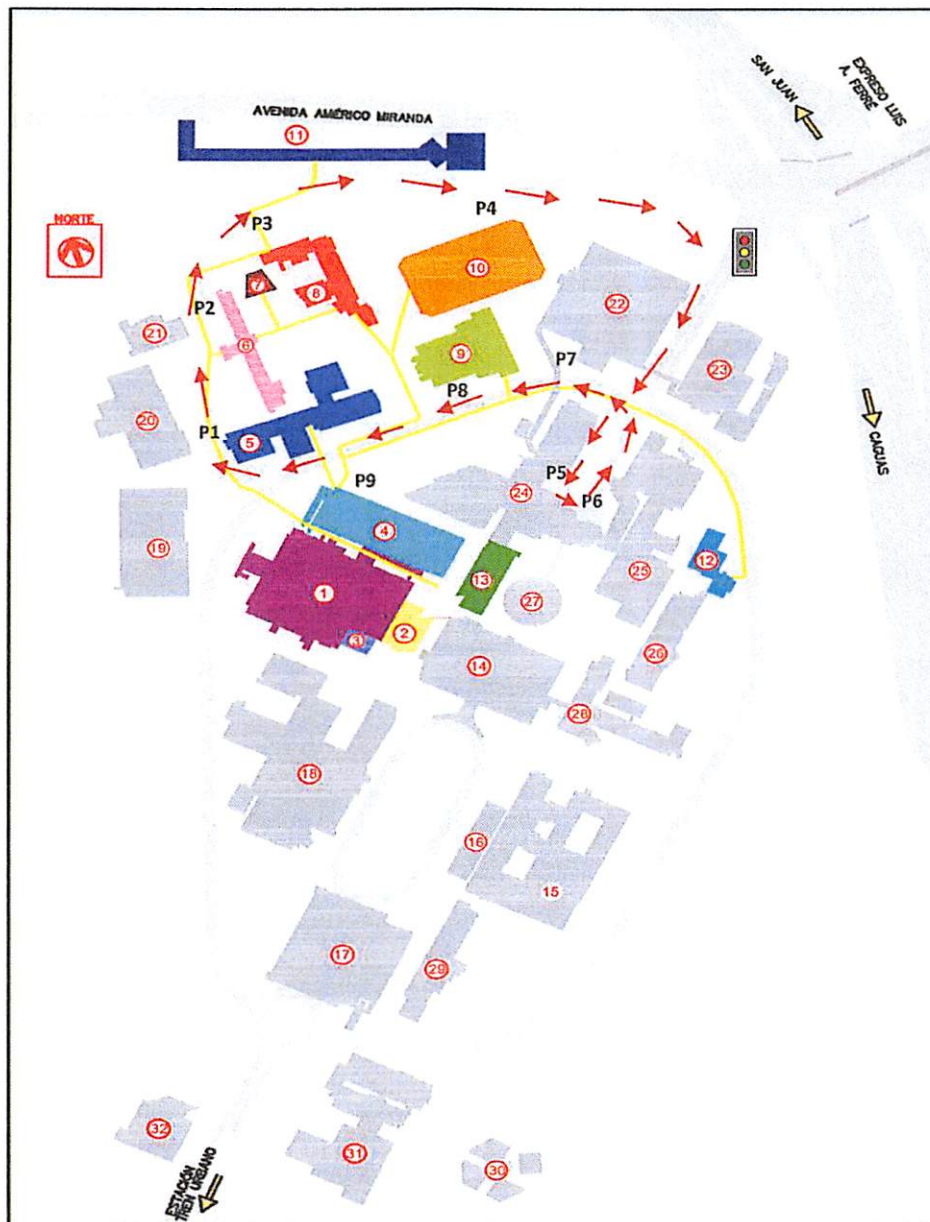 EXPRESO LUIS
A. FERRÉ
SAN JUAN
AVENIDA AMÉRICO MIRANDA
11
NORTE
P3
P4
10
7
8
22
P2
21
6
9
23
P7
P8
20
P1
5
CAGUAS
P9
P5
24
P6
19
4
12
1
13
25
27
2
3
26
14
28
18
16
15
17
29
32
31
30
ESTACIÓN
TREN URBANO